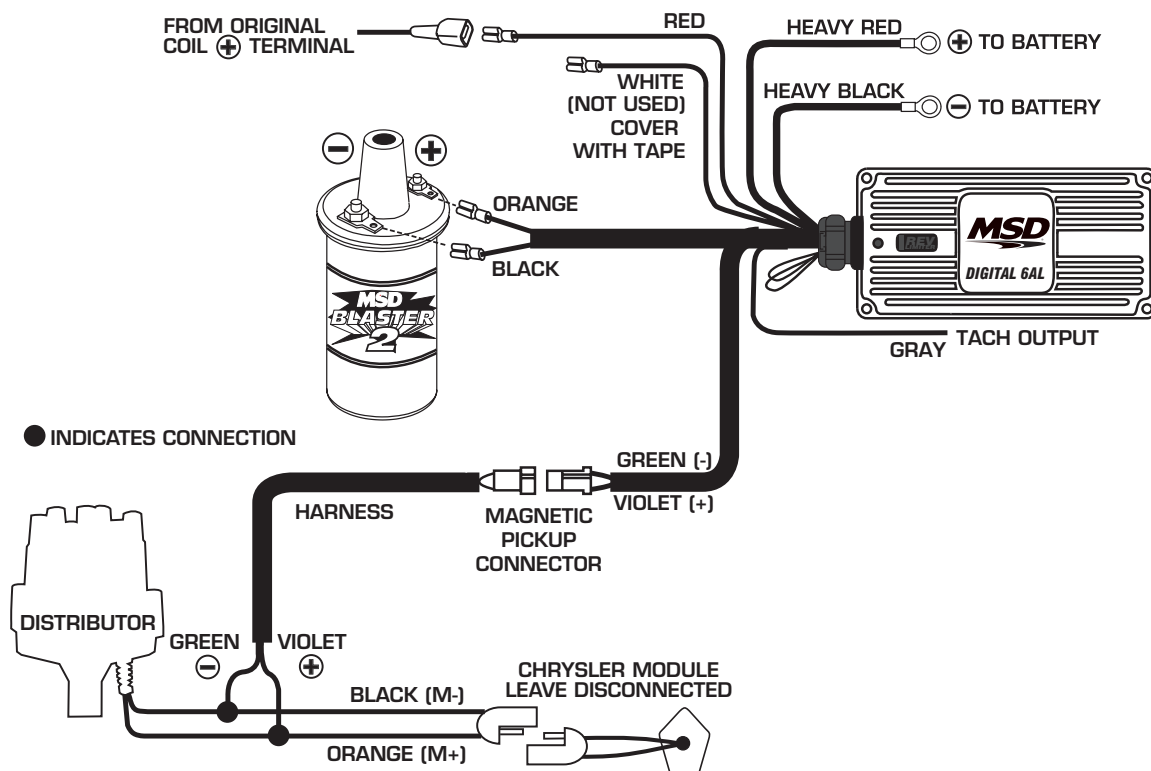 FROM ORIGINAL
COIL + TERMINAL
RED
HEAVY RED
+ TO BATTERY
WHITE
(NOT USED)
COVER
WITH TAPE
HEAVY BLACK
− TO BATTERY
− +
ORANGE
BLACK
MSD
BLASTER
2
REV
MSD
DIGITAL 6AL
GRAY
TACH OUTPUT
INDICATES CONNECTION
GREEN (-)
VIOLET (+)
HARNESS
MAGNETIC
PICKUP
CONNECTOR
DISTRIBUTOR
GREEN
−
VIOLET
+
CHRYSLER MODULE
LEAVE DISCONNECTED
BLACK (M-)
ORANGE (M+)